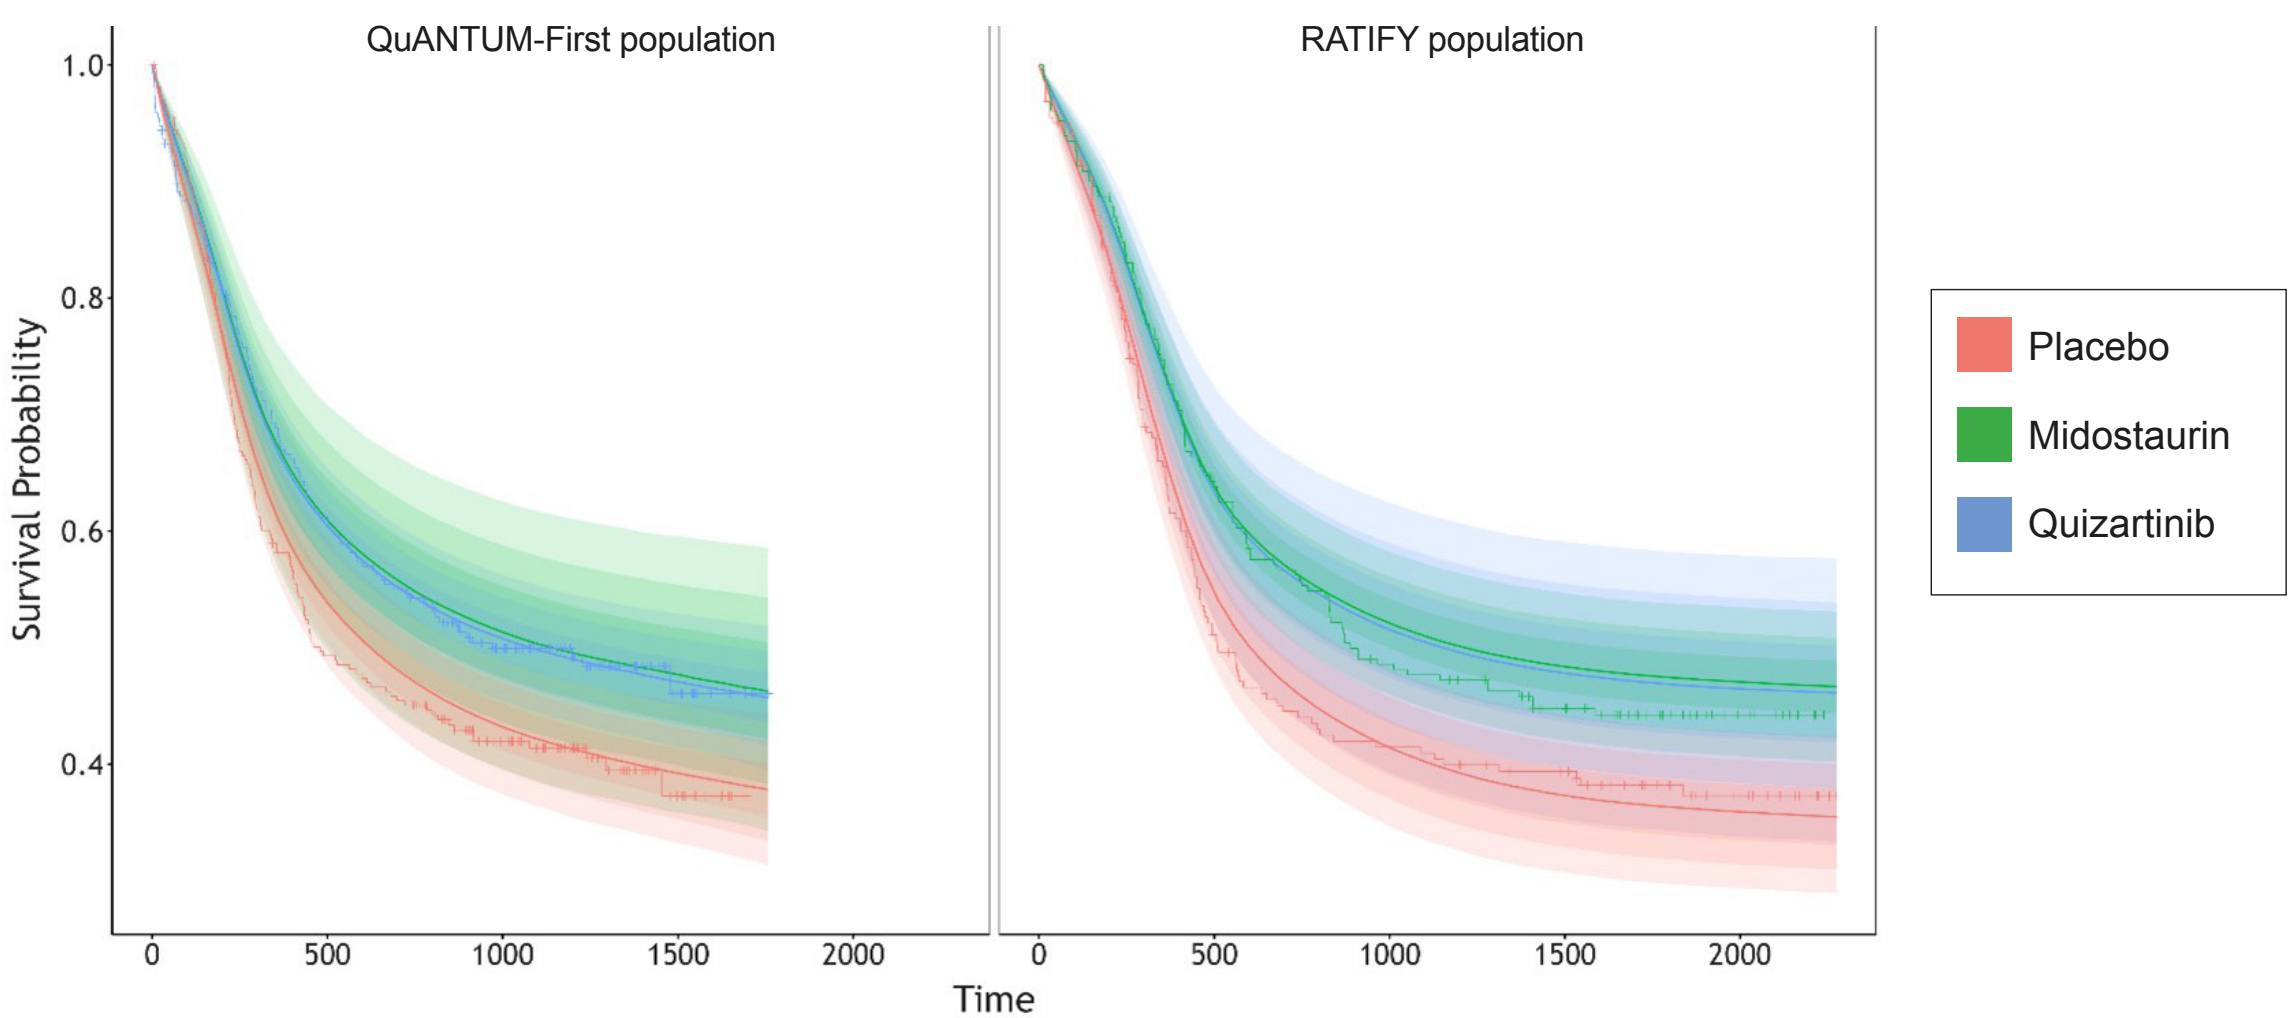 QuANTUM-First population
RATIFY population
Survival Probability
1.0
0.8
0.6
0.4
0 500 1000 1500 2000
0 500 1000 1500 2000
Time
Placebo
Midostaurin
Quizartinib